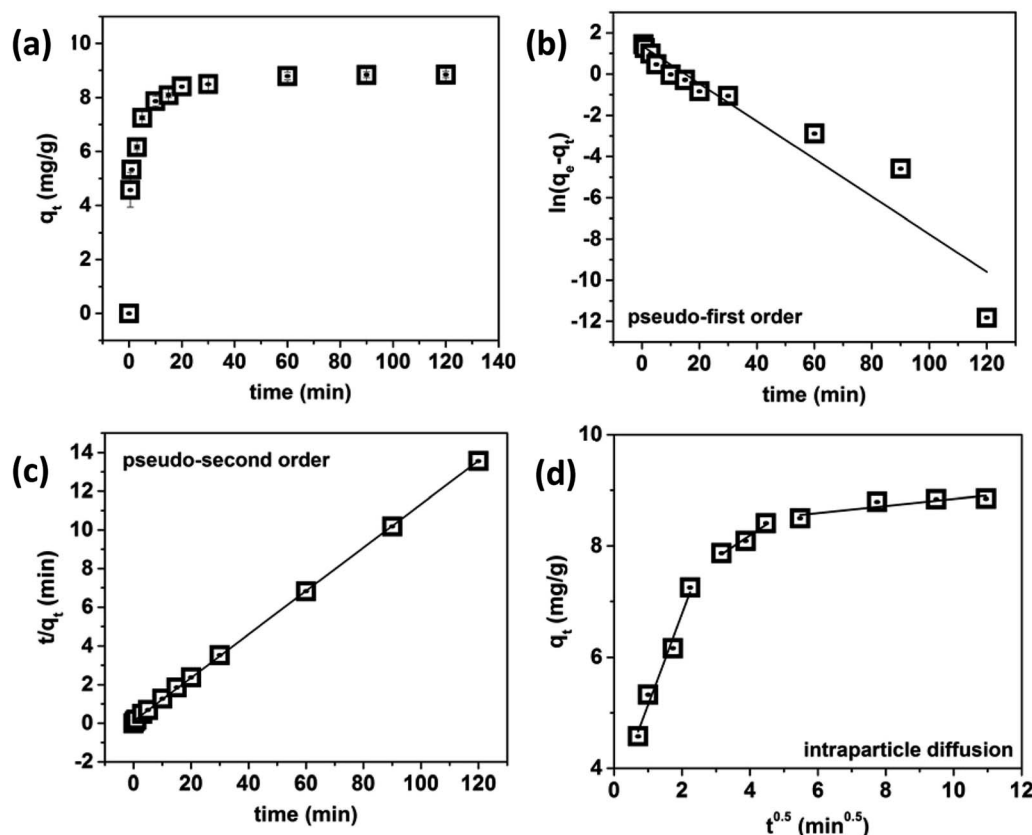 (a)
10
8
6
4
2
0
q_t (mg/g)
0 20 40 60 80 100 120 140
time (min)
(b)
2
0
-2
-4
-6
-8
-10
-12
ln(q_e-q_t)
pseudo-first order
0 20 40 60 80 100 120
time (min)
(c)
pseudo-second order
14
12
10
8
6
4
2
0
-2
t/q_t (min)
0 20 40 60 80 100 120
time (min)
(d)
10
8
6
4
q_t (mg/g)
intraparticle diffusion
0 2 4 6 8 10 12
t^0.5 (min^0.5)